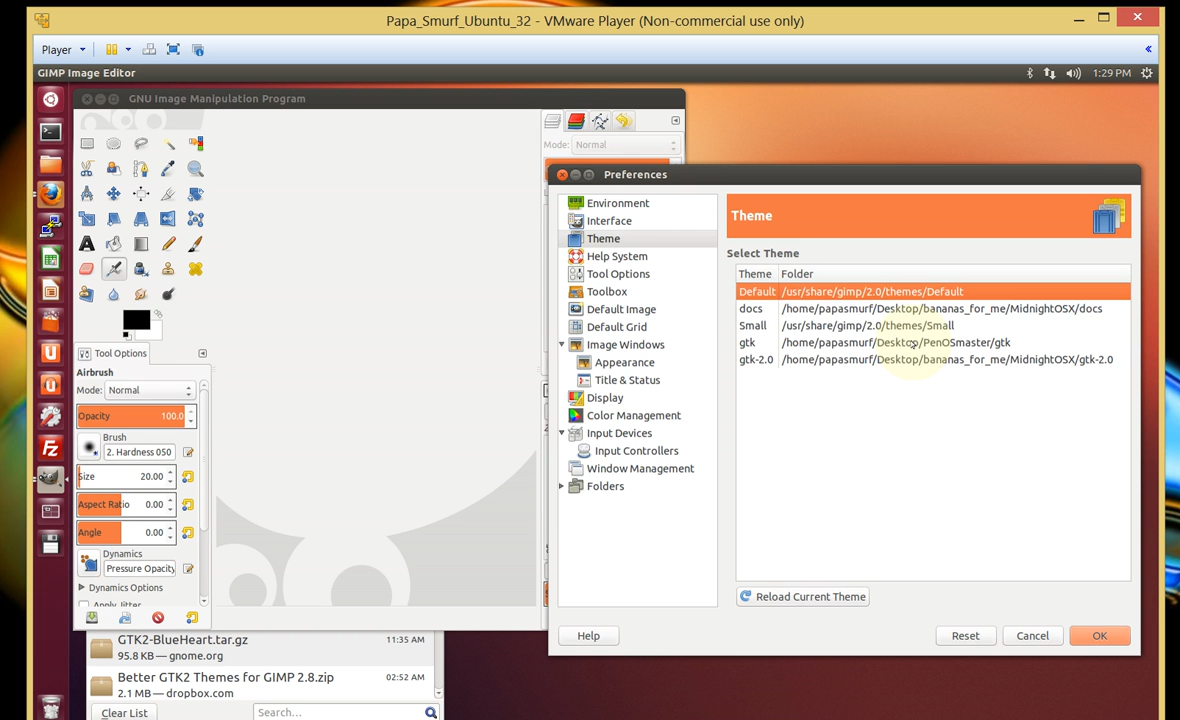 Papa_Smurf_Ubuntu_32 - VMware Player (Non-commercial use only)
Player
GIMP Image Editor
1:29 PM
GNU Image Manipulation Program
Mode: Normal
Preferences
Environment
Interface
Theme
Help System
Tool Options
Toolbox
Default Image
Default Grid
Image Windows
Appearance
Title & Status
Display
Color Management
Input Devices
Input Controllers
Window Management
Folders
Theme
Select Theme
Theme Folder
Default /usr/share/gimp/2.0/themes/Default
docs /home/papasmurf/Desktop/bananas_for_me/MidnightOSX/docs
Small /usr/share/gimp/2.0/themes/Small
gtk /home/papasmurf/Desktop/PenOSmaster/gtk
gtk-2.0 /home/papasmurf/Desktop/bananas_for_me/MidnightOSX/gtk-2.0
Reload Current Theme
Help
Reset
Cancel
OK
Tool Options
Airbrush
Mode: Normal
Opacity 100.0
Brush
2. Hardness 050
Size 20.00
Aspect Ratio 0.00
Angle 0.00
Dynamics
Pressure Opacity
Dynamics Options
Apply Jitter
GTK2-BlueHeart.tar.gz 11:35 AM
95.8 KB — gnome.org
Better GTK2 Themes for GIMP 2.8.zip 02:52 AM
2.1 MB — dropbox.com
Clear List
Search...